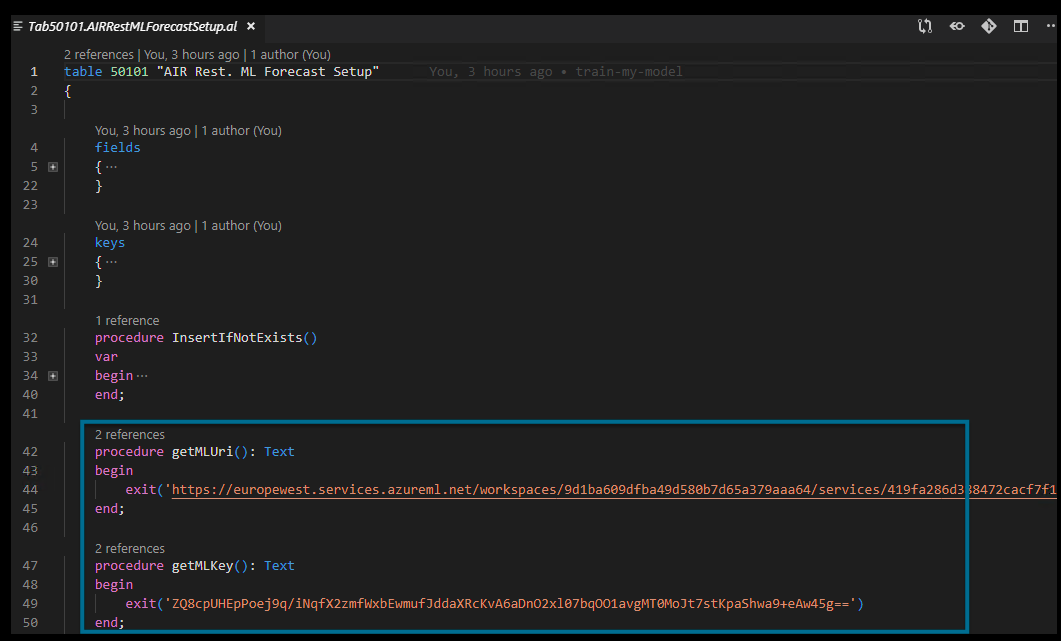 Tab50101.AIRRestMLForecastSetup.al ×
2 references | You, 3 hours ago | 1 author (You)
1 table 50101 "AIR Rest. ML Forecast Setup" You, 3 hours ago • train-my-model
2 {
3
You, 3 hours ago | 1 author (You)
4 fields
5 { ···
22 }
23
You, 3 hours ago | 1 author (You)
24 keys
25 { ···
30 }
31
1 reference
32 procedure InsertIfNotExists()
33 var
34 begin ···
40 end;
41
2 references
42 procedure getMLUri(): Text
43 begin
44 exit('https://europewest.services.azureml.net/workspaces/9d1ba609dfba49d580b7d65a379aaa64/services/419fa286d338472cacf7f1
45 end;
46
2 references
47 procedure getMLKey(): Text
48 begin
49 exit('ZQ8cpUHEpPoej9q/iNqfX2zmfWxbEwmufJddaXRcKvA6aDnO2xl07bqOO1avgMT0MoJt7stKpaShwa9+eAw45g==')
50 end;